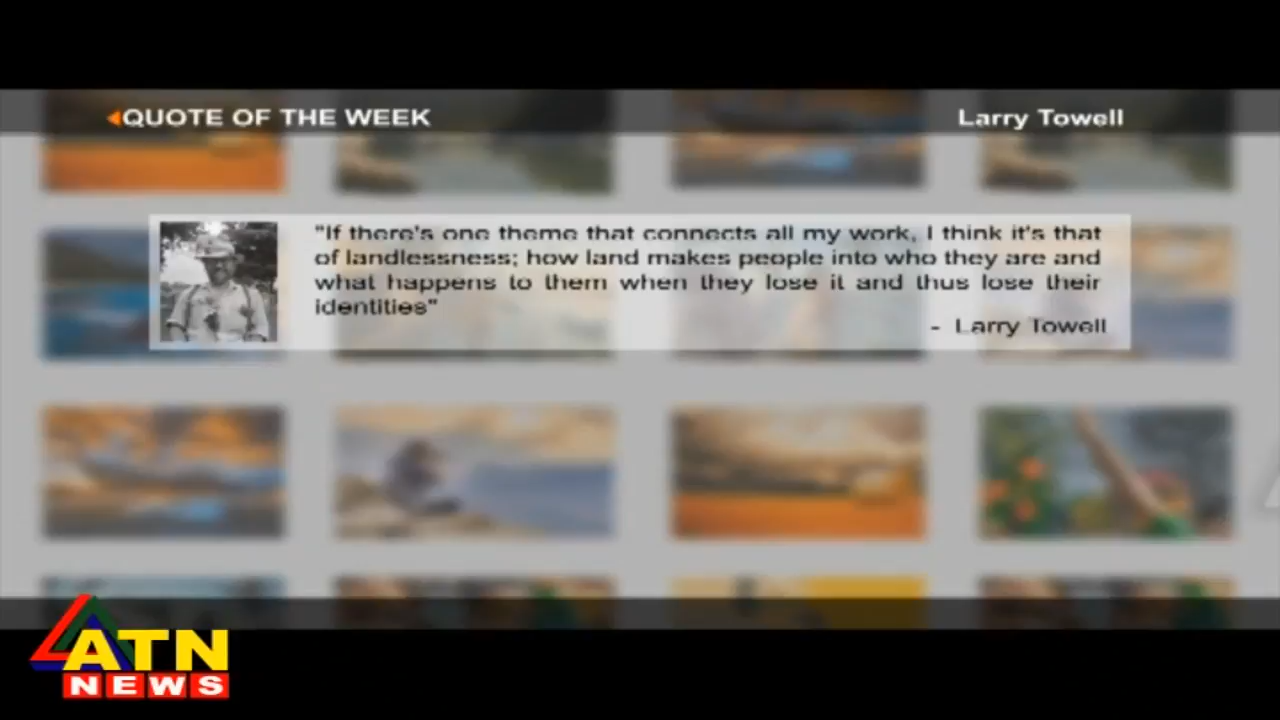 QUOTE OF THE WEEK
Larry Towell
"If there's one theme that connects all my work, I think it's that
of landlessness; how land makes people into who they are and
what happens to them when they lose it and thus lose their
identities"
- Larry Towell
ATN
NEWS